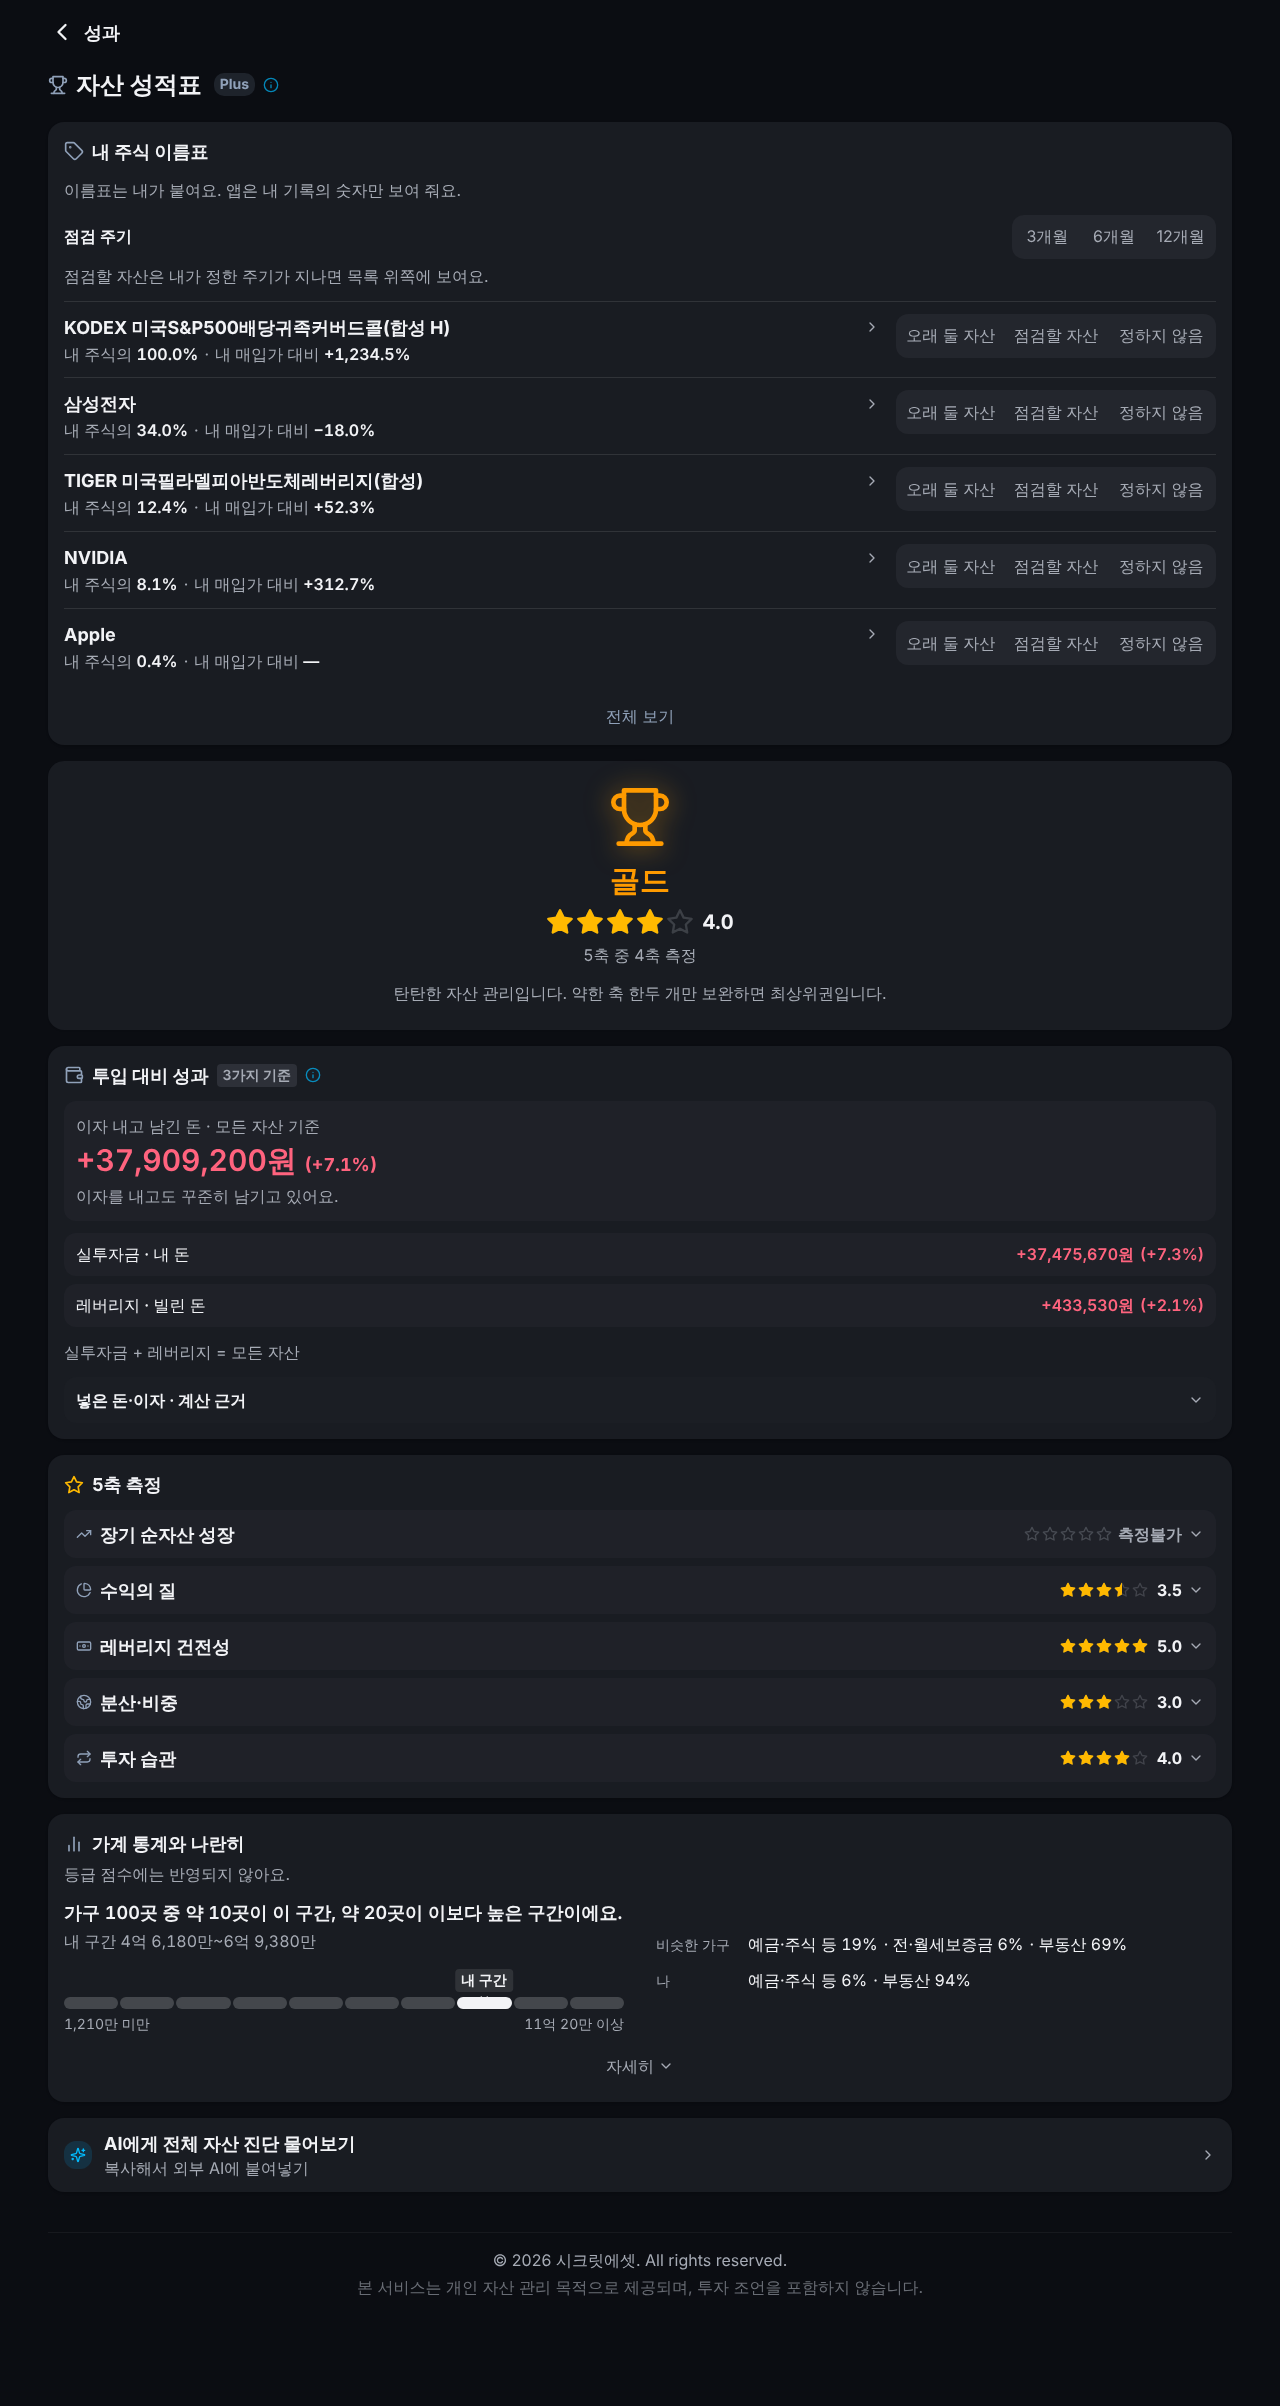 성과
자산 성적표 Plus
내 주식 이름표
이름표는 내가 붙여요. 앱은 내 기록의 숫자만 보여 줘요.
점검 주기 3개월 6개월 12개월
점검할 자산은 내가 정한 주기가 지나면 목록 위쪽에 보여요.
KODEX 미국S&P500배당귀족커버드콜(합성 H)
내 주식의 100.0% · 내 매입가 대비 +1,234.5%
오래 둘 자산 점검할 자산 정하지 않음
삼성전자
내 주식의 34.0% · 내 매입가 대비 −18.0%
오래 둘 자산 점검할 자산 정하지 않음
TIGER 미국필라델피아반도체레버리지(합성)
내 주식의 12.4% · 내 매입가 대비 +52.3%
오래 둘 자산 점검할 자산 정하지 않음
NVIDIA
내 주식의 8.1% · 내 매입가 대비 +312.7%
오래 둘 자산 점검할 자산 정하지 않음
Apple
내 주식의 0.4% · 내 매입가 대비 —
오래 둘 자산 점검할 자산 정하지 않음
전체 보기
골드
4.0
5축 중 4축 측정
탄탄한 자산 관리입니다. 약한 축 한두 개만 보완하면 최상위권입니다.
투입 대비 성과 3가지 기준
이자 내고 남긴 돈 · 모든 자산 기준
+37,909,200원 (+7.1%)
이자를 내고도 꾸준히 남기고 있어요.
실투자금 · 내 돈 +37,475,670원 (+7.3%)
레버리지 · 빌린 돈 +433,530원 (+2.1%)
실투자금 + 레버리지 = 모든 자산
넣은 돈·이자 · 계산 근거
5축 측정
장기 순자산 성장 측정불가
수익의 질 3.5
레버리지 건전성 5.0
분산·비중 3.0
투자 습관 4.0
가계 통계와 나란히
등급 점수에는 반영되지 않아요.
가구 100곳 중 약 10곳이 이 구간, 약 20곳이 이보다 높은 구간이에요.
내 구간 4억 6,180만~6억 9,380만
내 구간
1,210만 미만 11억 20만 이상
비슷한 가구 예금·주식 등 19% · 전·월세보증금 6% · 부동산 69%
나 예금·주식 등 6% · 부동산 94%
자세히
AI에게 전체 자산 진단 물어보기
복사해서 외부 AI에 붙여넣기
© 2026 시크릿에셋. All rights reserved.
본 서비스는 개인 자산 관리 목적으로 제공되며, 투자 조언을 포함하지 않습니다.